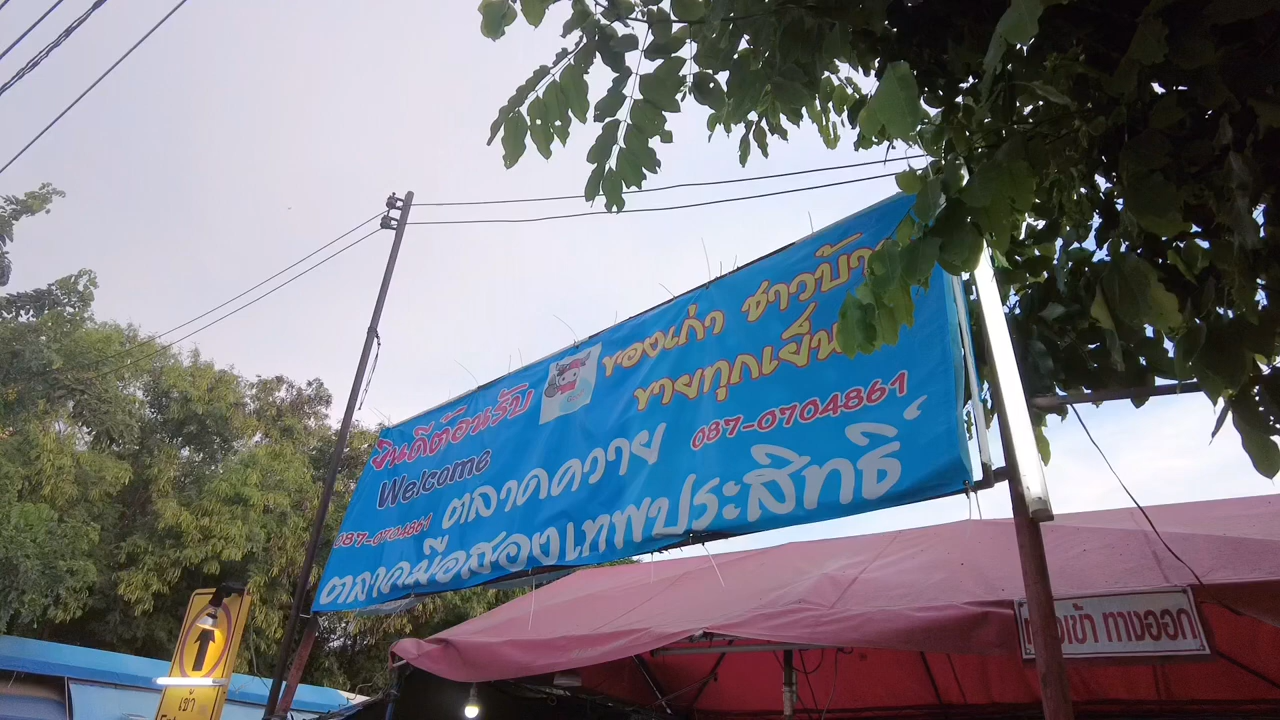 ยินดีต้อนรับ
Welcome
087-0704861
ของเก่า ชาวบ้าน
ขายทุกเย็น
087-0704861
ตลาดควาย
ตลาดมือสองเทพประสิทธิ์
ทางเข้า ทางออก
เข้า